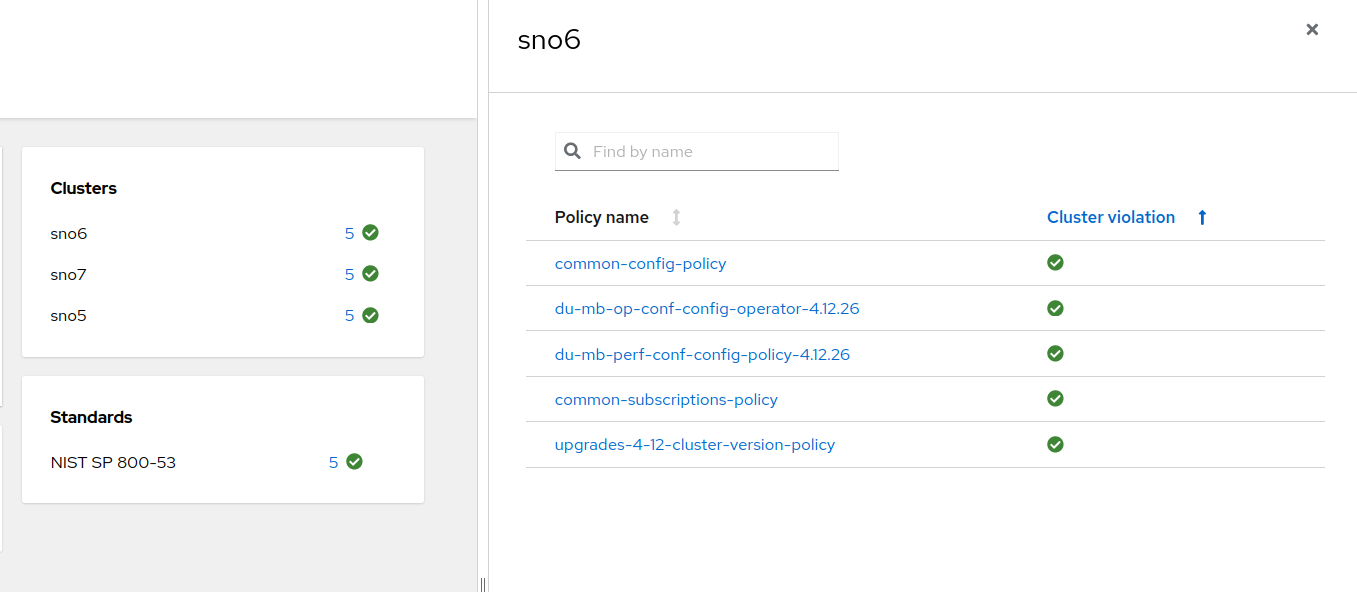 sno6
Clusters
sno6 5
sno7 5
sno5 5
Standards
NIST SP 800-53 5
Find by name
Policy name Cluster violation
common-config-policy
du-mb-op-conf-config-operator-4.12.26
du-mb-perf-conf-config-policy-4.12.26
common-subscriptions-policy
upgrades-4-12-cluster-version-policy